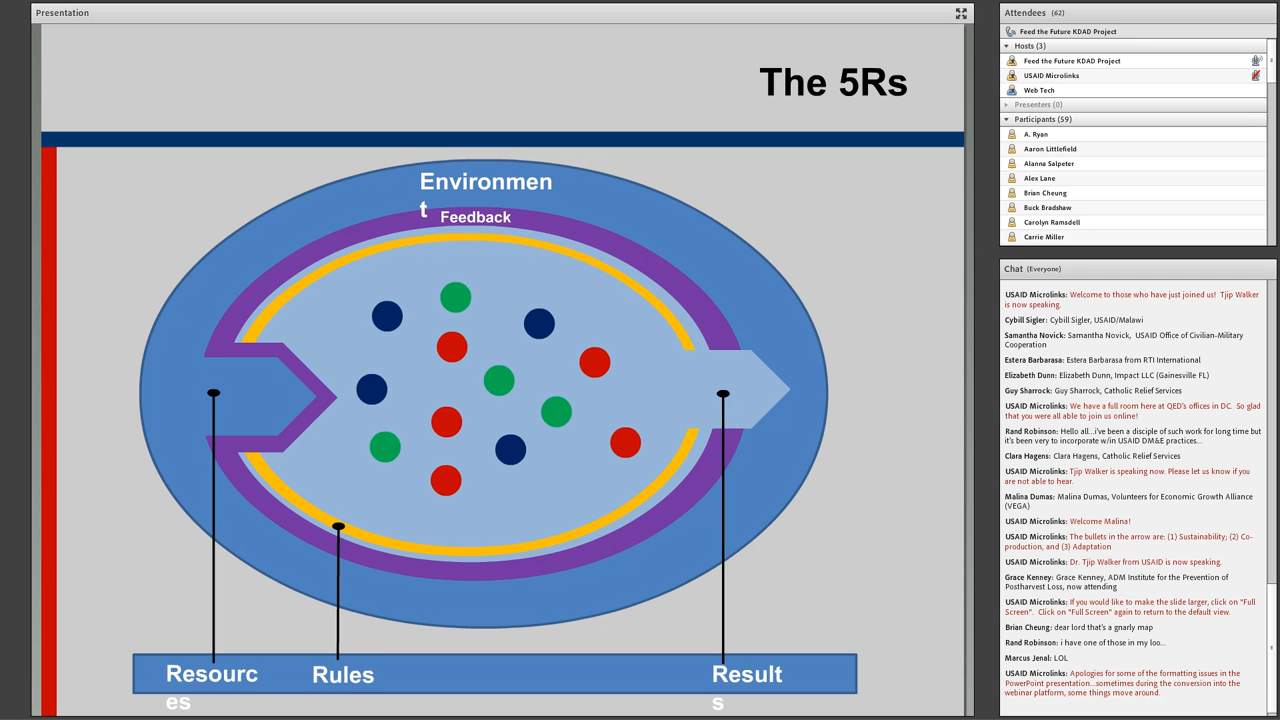 Presentation
The 5Rs
Environmen
t
Feedback
Resourc
es
Rules
Result
s
Attendees (62)
Feed the Future KDAD Project
Hosts (3)
Feed the Future KDAD Project
USAID Microlinks
Web Tech
Presenters (0)
Participants (59)
A. Ryan
Aaron Littlefield
Alanna Salpeter
Alex Lane
Brian Cheung
Buck Bradshaw
Carolyn Ramsdell
Carrie Miller
Chat (Everyone)
USAID Microlinks: Welcome to those who have just joined us! Tjip Walker
is now speaking.
Cybill Sigler: Cybill Sigler, USAID/Malawi
Samantha Novick: Samantha Novick, USAID Office of Civilian-Military
Cooperation
Estera Barbarasa: Estera Barbarasa from RTI International
Elizabeth Dunn: Elizabeth Dunn, Impact LLC (Gainesville FL)
Guy Sharrock: Guy Sharrock, Catholic Relief Services
USAID Microlinks: We have a full room here at QED's offices in DC. So glad
that you were all able to join us online!
Rand Robinson: Hello all...i've been a disciple of such work for long time but
it's been very to incorporate w/in USAID DM&E practices...
Clara Hagens: Clara Hagens, Catholic Relief Services
USAID Microlinks: Tjip Walker is speaking now. Please let us know if you
are not able to hear.
Malina Dumas: Malina Dumas, Volunteers for Economic Growth Alliance
(VEGA)
USAID Microlinks: Welcome Malina!
USAID Microlinks: The bullets in the arrow are: (1) Sustainability; (2) Co-
production, and (3) Adaptation
USAID Microlinks: Dr. Tjip Walker from USAID is now speaking.
Grace Kenney: Grace Kenney, ADM Institute for the Prevention of
Postharvest Loss, now attending
USAID Microlinks: If you would like to make the slide larger, click on "Full
Screen". Click on "Full Screen" again to return to the default view.
Brian Cheung: dear lord that's a gnarly map
Rand Robinson: i have one of those in my loo...
Marcus Jenal: LOL
USAID Microlinks: Apologies for some of the formatting issues in the
PowerPoint presentation...sometimes during the conversion into the
webinar platform, some things move around.